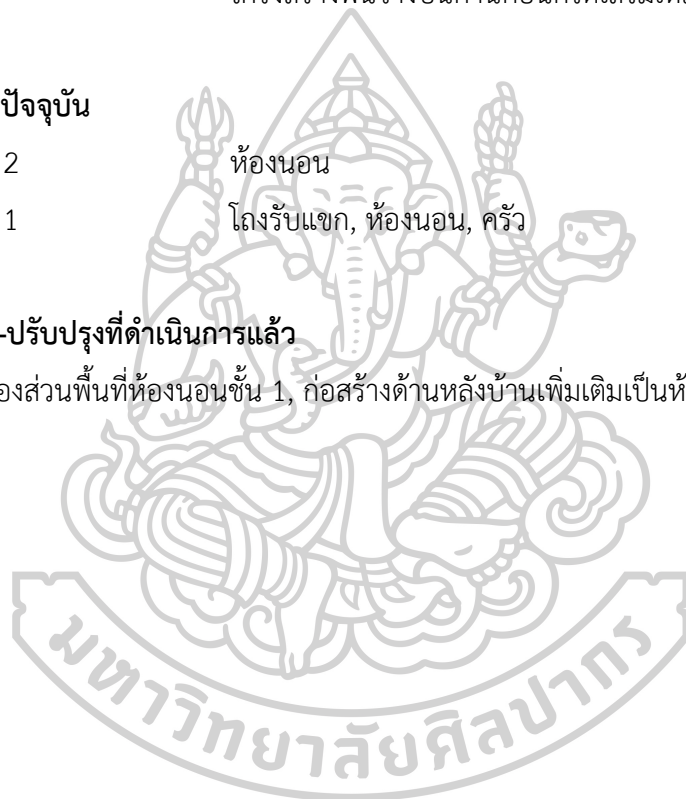 ปัจจุบัน
2 ห้องนอน
1 โถงรับแขก, ห้องนอน, ครัว
-ปรับปรุงที่ดำเนินการแล้ว
องส่วนพื้นที่ห้องนอนชั้น 1, ก่อสร้างด้านหลังบ้านเพิ่มเติมเป็นห้
มหาวิทยาลัยศิลปากร